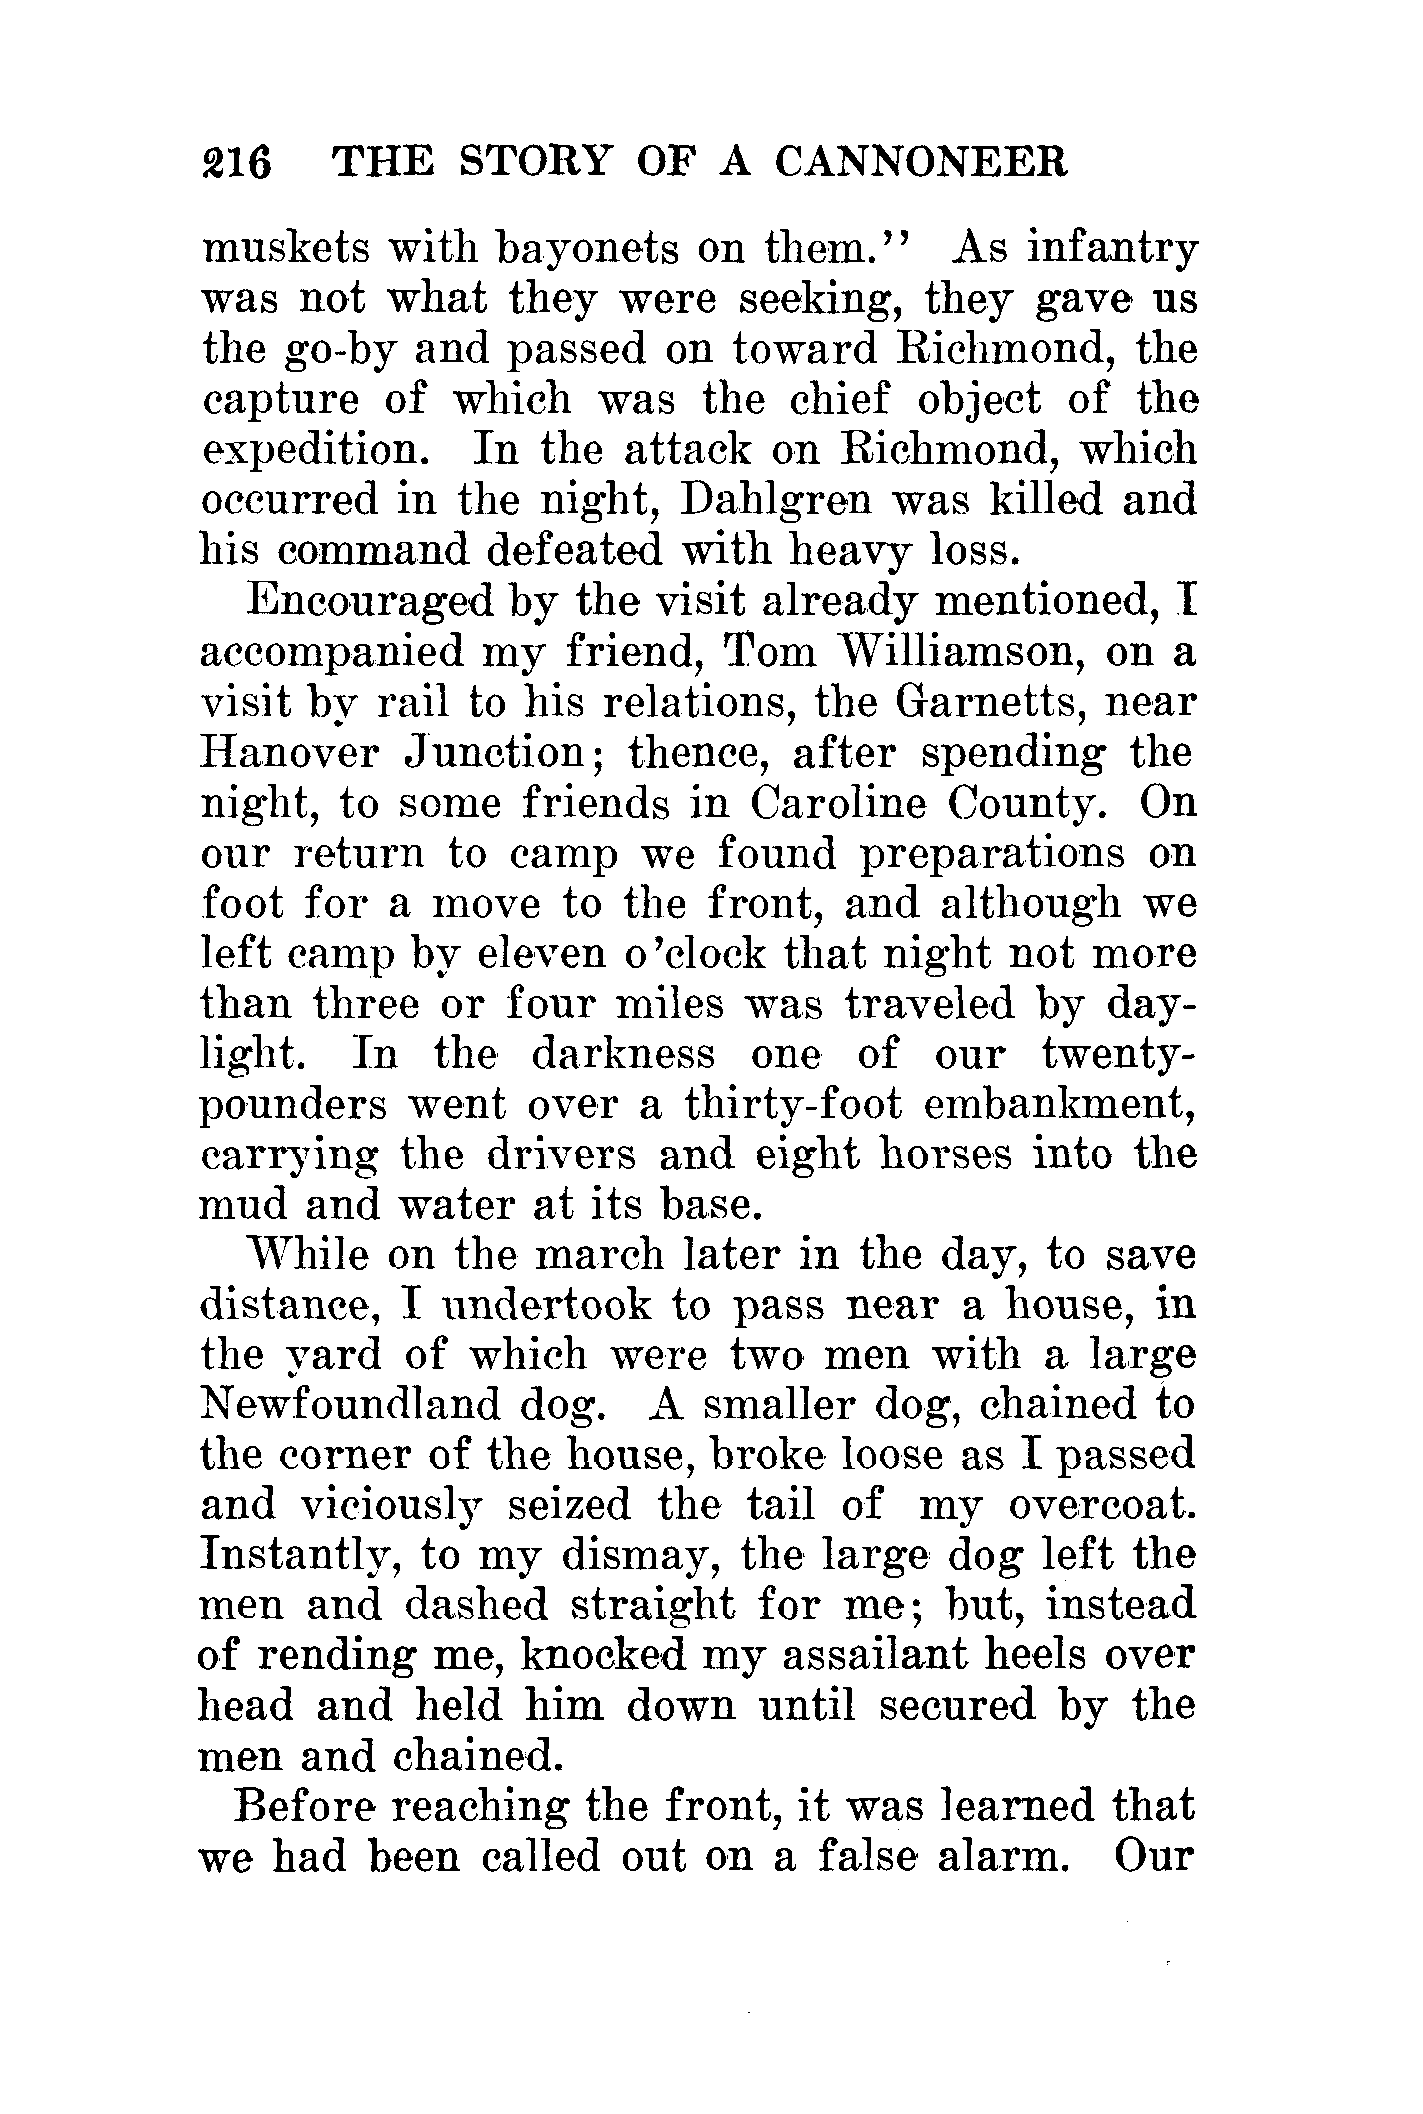 216 THE STORY OF A CANNONEER
muskets with bayonets on them.'' As infantry
was not what they were seeking, they gave us
the go-by and passed on toward Richmond, the
capture of which was the chief object of the
expedition. In the attack on Richmond, which
occurred in the night, Dahlgren was killed and
his command defeated with heavy loss.
Encouraged by the visit already mentioned, I
accompanied my friend, Tom Williamson, on a
visit by rail to his relations, the Garnetts, near
Hanover Junction; thence, after spending the
night, to some friends in Caroline County. On
our return to camp we found preparations on
foot for a move to the front, and although we
left camp by eleven o'clock that night not more
than three or four miles was traveled by day-
light. In the darkness one of our twenty-
pounders went over a thirty-foot embankment,
carrying the drivers and eight horses into the
mud and water at its base.
While on the march later in the day, to save
distance, I undertook to pass near a house, in
the yard of which were two men with a large
Newfoundland dog. A smaller dog, chained to
the corner of the house, broke loose as I passed
and viciously seized the tail of my overcoat.
Instantly, to my dismay, the large dog left the
men and dashed straight for me; but, instead
of rending me, knocked my assailant heels over
head and held him down until secured by the
men and chained.
Before reaching the front, it was learned that
we had been called out on a false alarm. Our